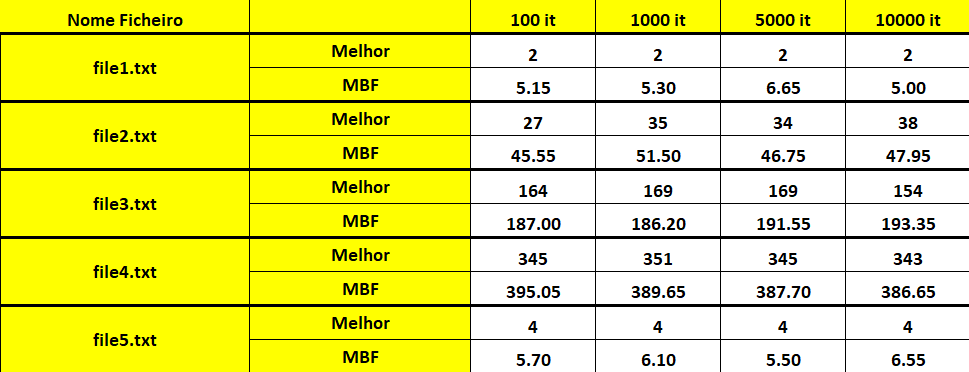 Nome Ficheiro 100 it 1000 it 5000 it 10000 it
file1.txt Melhor 2 2 2 2
MBF 5.15 5.30 6.65 5.00
file2.txt Melhor 27 35 34 38
MBF 45.55 51.50 46.75 47.95
file3.txt Melhor 164 169 169 154
MBF 187.00 186.20 191.55 193.35
file4.txt Melhor 345 351 345 343
MBF 395.05 389.65 387.70 386.65
file5.txt Melhor 4 4 4 4
MBF 5.70 6.10 5.50 6.55